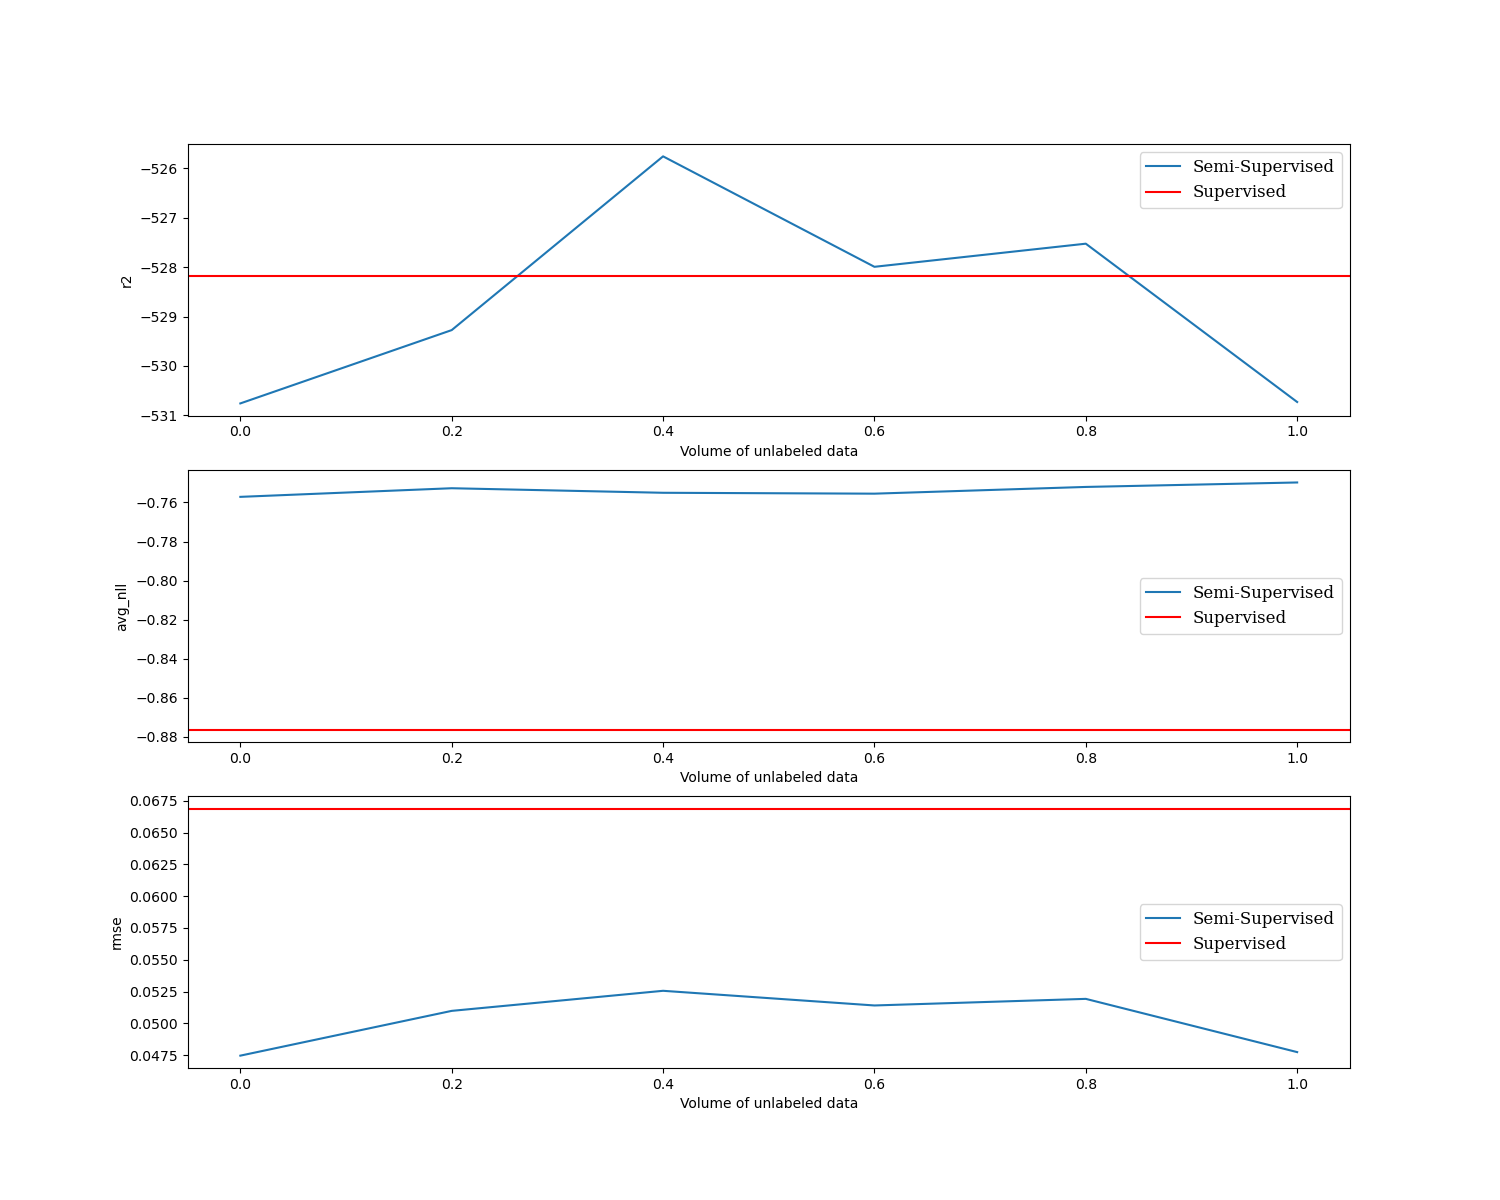 −526
−527
−528
−529
−530
−531
r2
Semi-Supervised
Supervised
0.0 0.2 0.4 0.6 0.8 1.0
Volume of unlabeled data
−0.76
−0.78
−0.80
−0.82
−0.84
−0.86
−0.88
avg_nll
Semi-Supervised
Supervised
0.0 0.2 0.4 0.6 0.8 1.0
Volume of unlabeled data
0.0675
0.0650
0.0625
0.0600
0.0575
0.0550
0.0525
0.0500
0.0475
rmse
Semi-Supervised
Supervised
0.0 0.2 0.4 0.6 0.8 1.0
Volume of unlabeled data